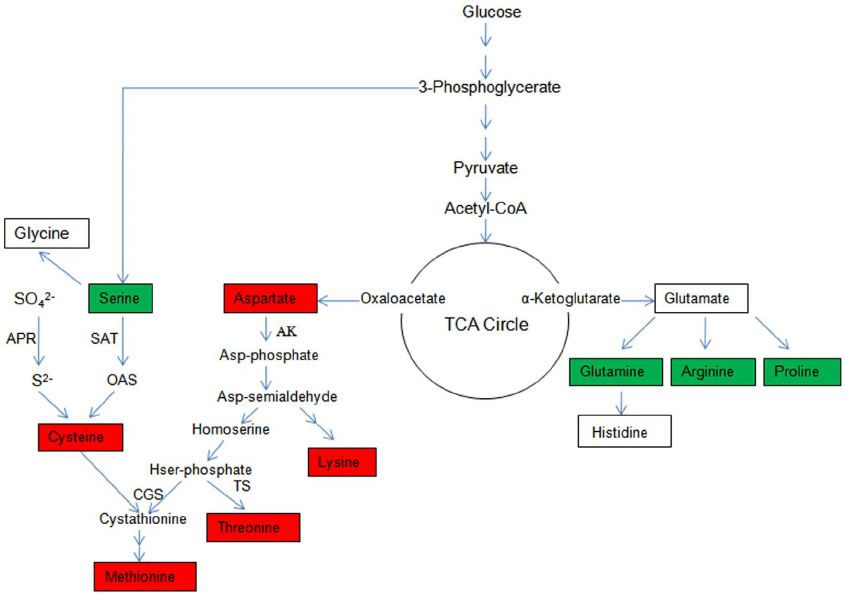 Glucose
3-Phosphoglycerate
Pyruvate
Acetyl-CoA
Glycine
SO₄²⁻
Serine
Aspartate
Oxaloacetate
α-Ketoglutarate
Glutamate
TCA Circle
APR
SAT
AK
Asp-phosphate
S²⁻
OAS
Glutamine
Arginine
Proline
Asp-semialdehyde
Homoserine
Histidine
Cysteine
Lysine
Hser-phosphate
TS
CGS
Cystathionine
Threonine
Methionine